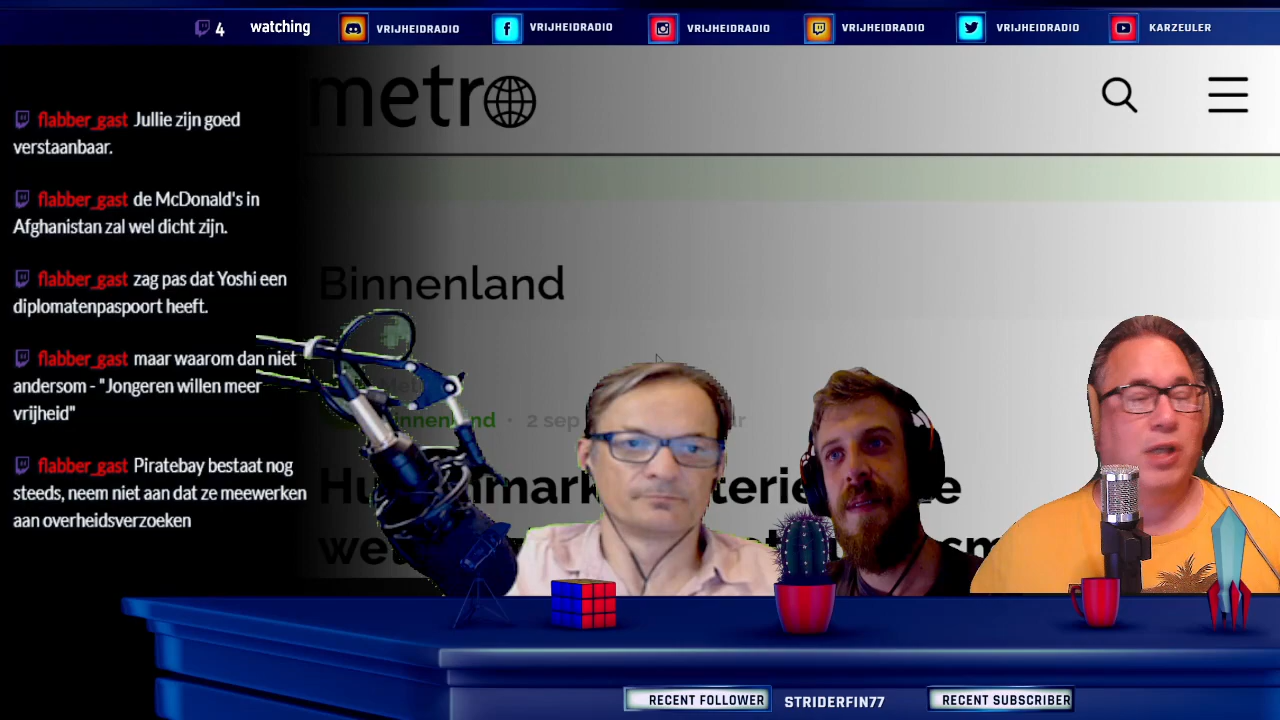 4 watching VRIJHEIDRADIO VRIJHEIDRADIO VRIJHEIDRADIO VRIJHEIDRADIO VRIJHEIDRADIO KARZEULER
metro
flabber_gast Jullie zijn goed
verstaanbaar.
flabber_gast de McDonald's in
Afghanistan zal wel dicht zijn.
flabber_gast zag pas dat Yoshi een
diplomatenpaspoort heeft.
flabber_gast maar waarom dan niet
andersom - "Jongeren willen meer
vrijheid"
flabber_gast Piratebay bestaat nog
steeds, neem niet aan dat ze meewerken
aan overheidsverzoeken
Binnenland
2 sep
RECENT FOLLOWER STRIDERFIN77 RECENT SUBSCRIBER